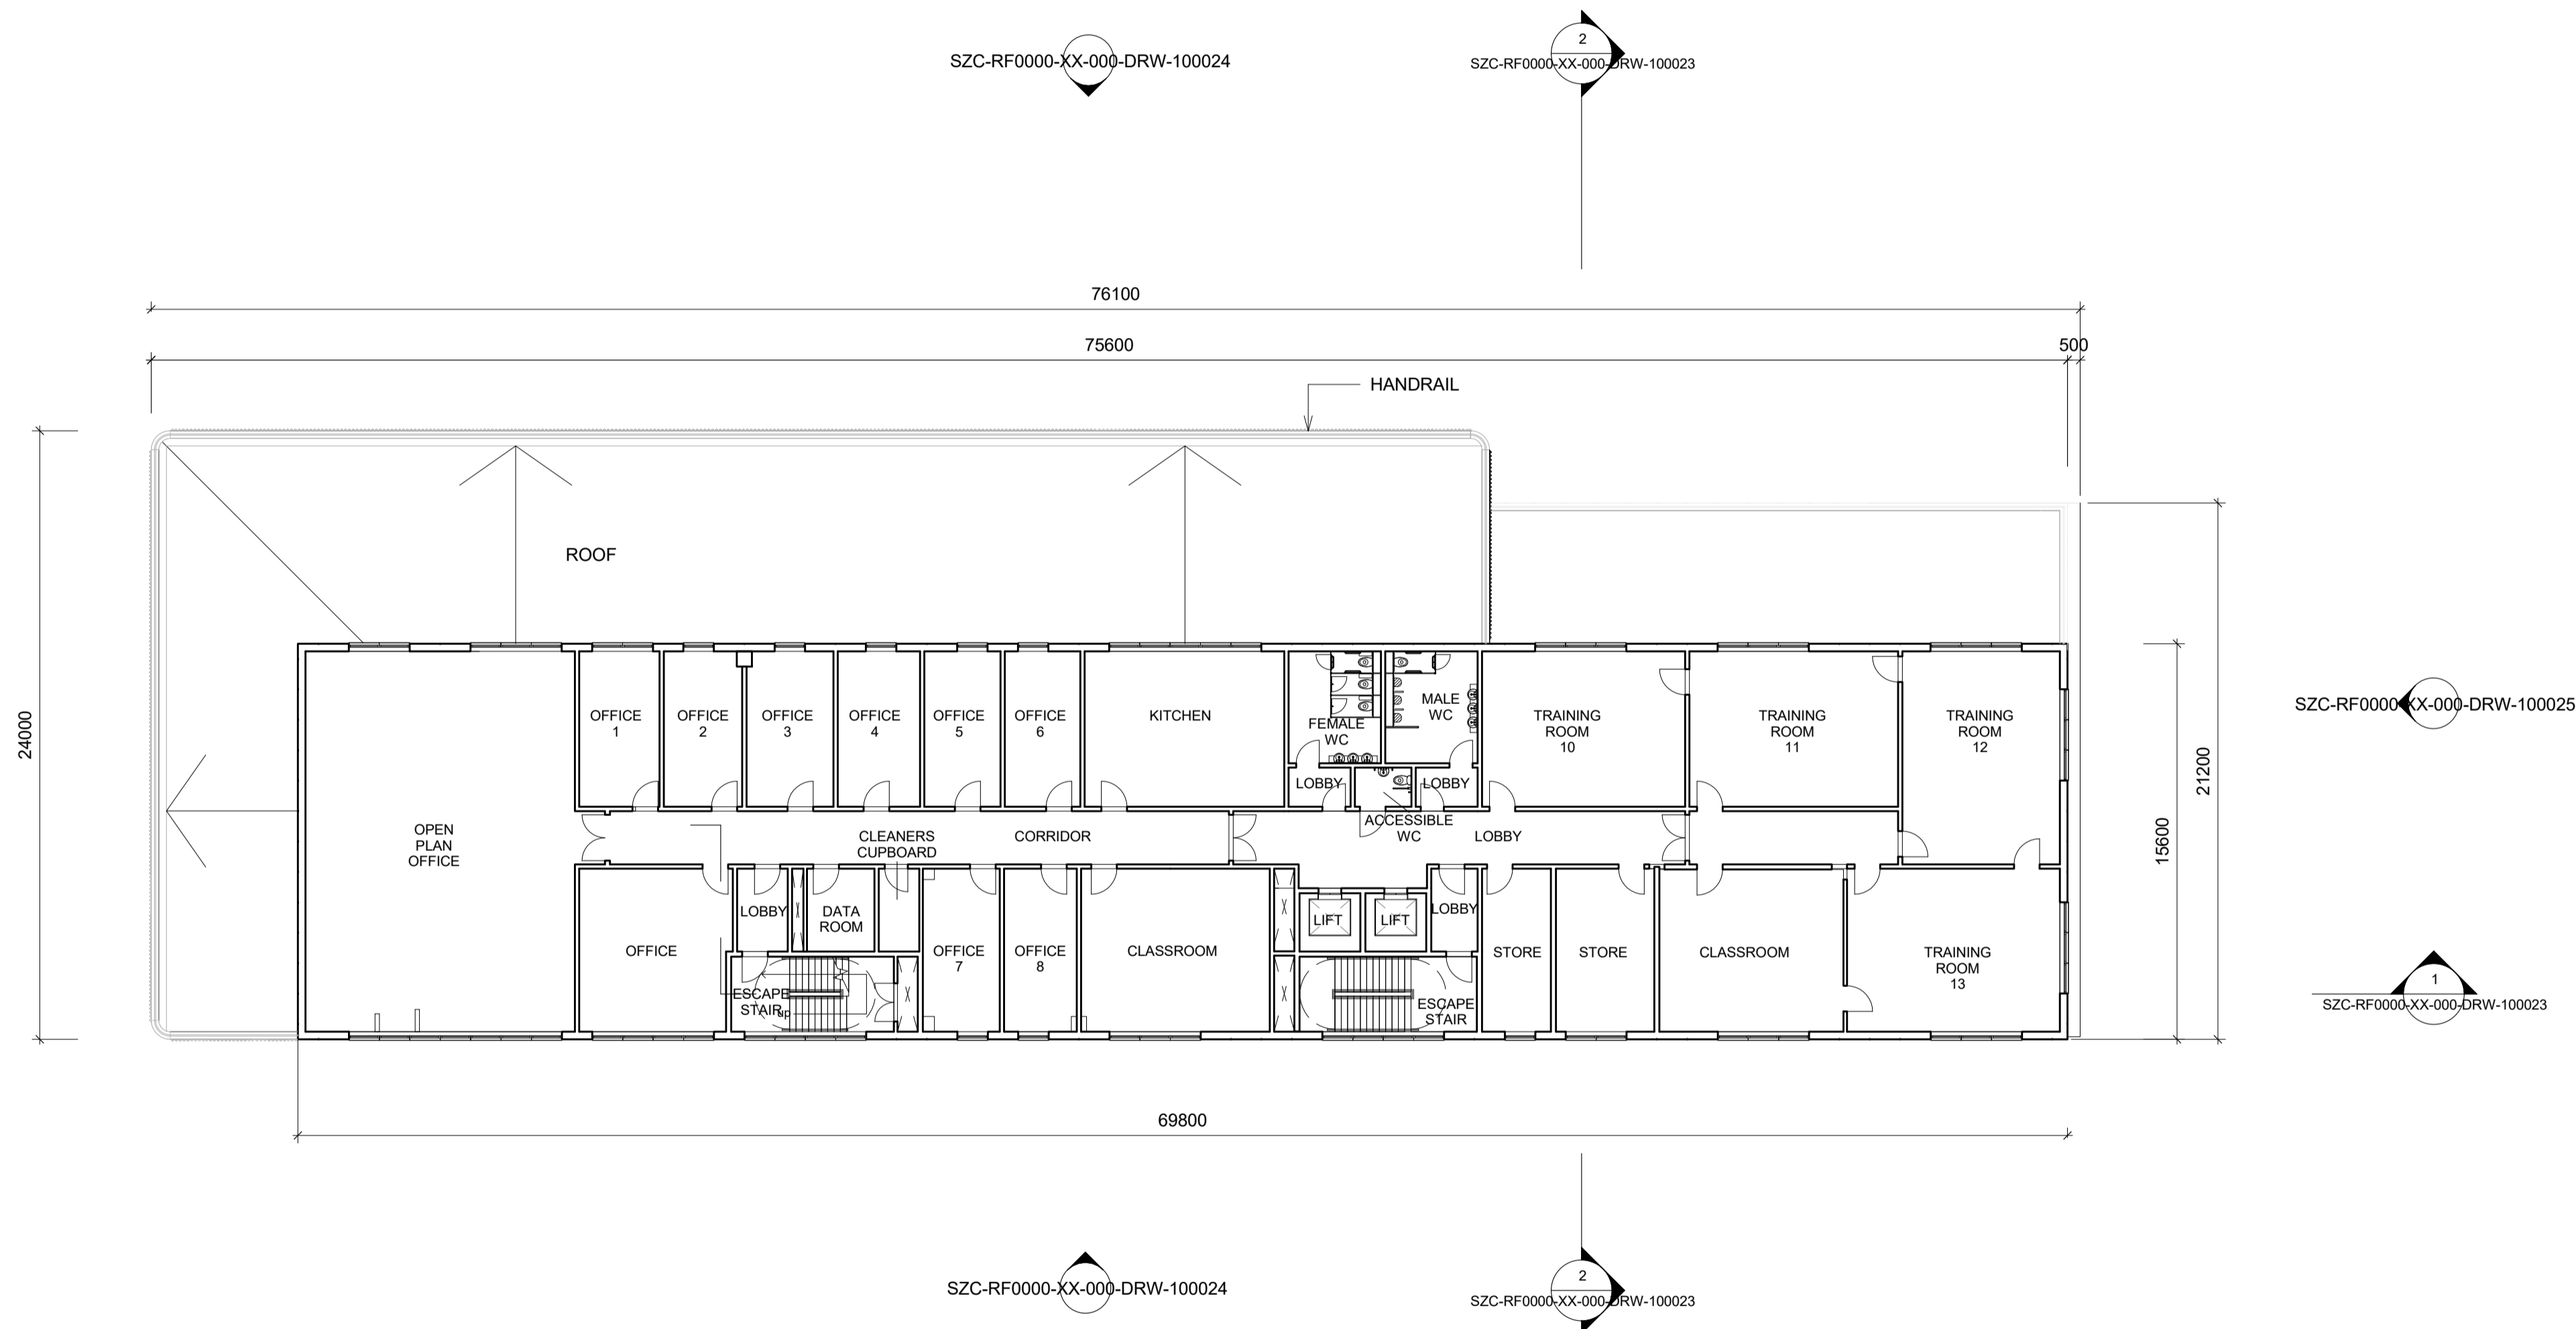 SZC-RF0000-XX-000-DRW-100024
2
SZC-RF0000-XX-000-DRW-100023
76100
75600
500
HANDRAIL
ROOF
24000
21200
15600
SZC-RF0000-XX-000-DRW-100025
OFFICE
1
OFFICE
2
OFFICE
3
OFFICE
4
OFFICE
5
OFFICE
6
KITCHEN
FEMALE
WC
MALE
WC
TRAINING
ROOM
10
TRAINING
ROOM
11
TRAINING
ROOM
12
LOBBY
LOBBY
OPEN
PLAN
OFFICE
CLEANERS
CUPBOARD
CORRIDOR
ACCESSIBLE
WC
LOBBY
OFFICE
LOBBY
DATA
ROOM
OFFICE
7
OFFICE
8
CLASSROOM
LIFT
LIFT
LOBBY
STORE
STORE
CLASSROOM
TRAINING
ROOM
13
ESCAPE
STAIR
up
ESCAPE
STAIR
1
SZC-RF0000-XX-000-DRW-100023
69800
SZC-RF0000-XX-000-DRW-100024
2
SZC-RF0000-XX-000-DRW-100023